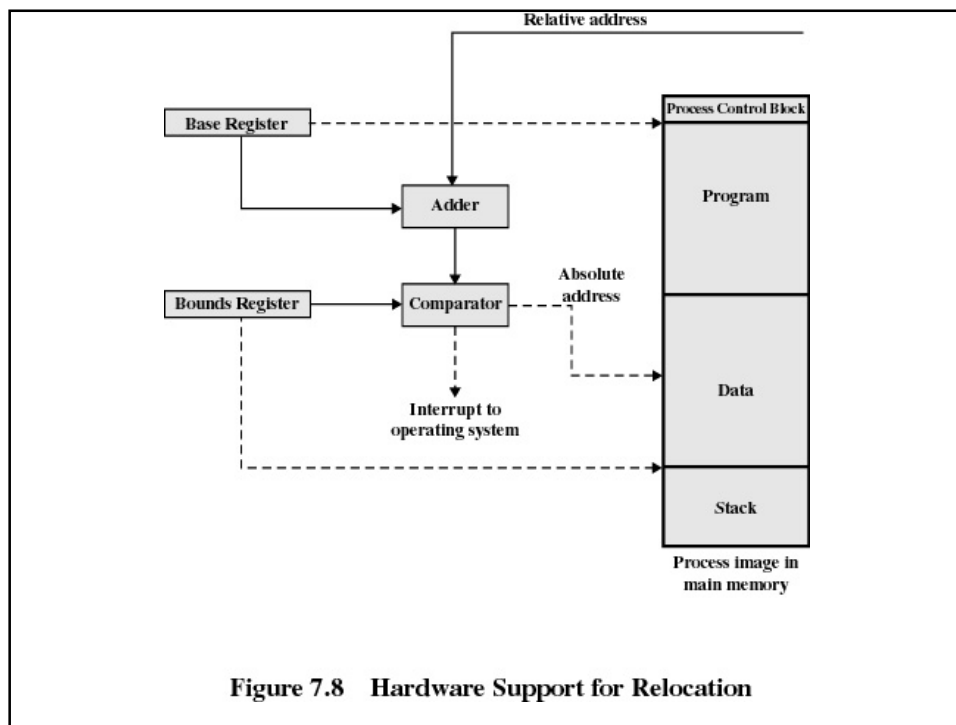 Relative address
Process Control Block
Base Register
Program
Adder
Absolute
address
Bounds Register
Comparator
Data
Interrupt to
operating system
Stack
Process image in
main memory
Figure 7.8 Hardware Support for Relocation